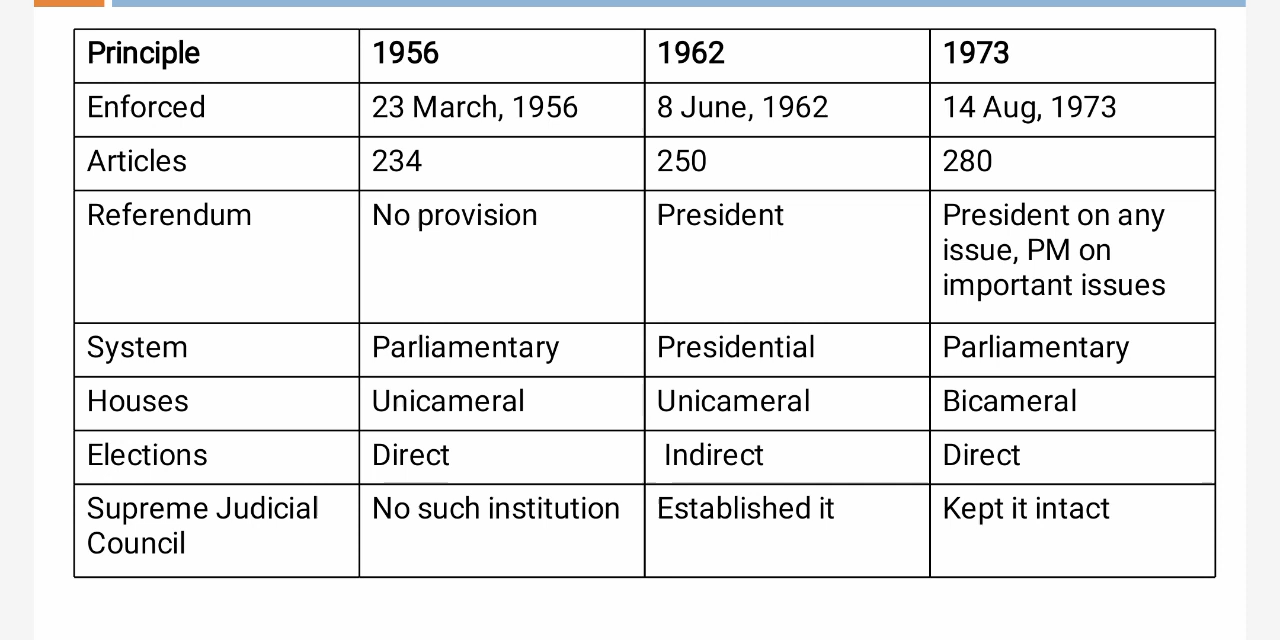 Principle 1956 1962 1973
Enforced 23 March, 1956 8 June, 1962 14 Aug, 1973
Articles 234 250 280
Referendum No provision President President on any
issue, PM on
important issues
System Parliamentary Presidential Parliamentary
Houses Unicameral Unicameral Bicameral
Elections Direct Indirect Direct
Supreme Judicial No such institution Established it Kept it intact
Council